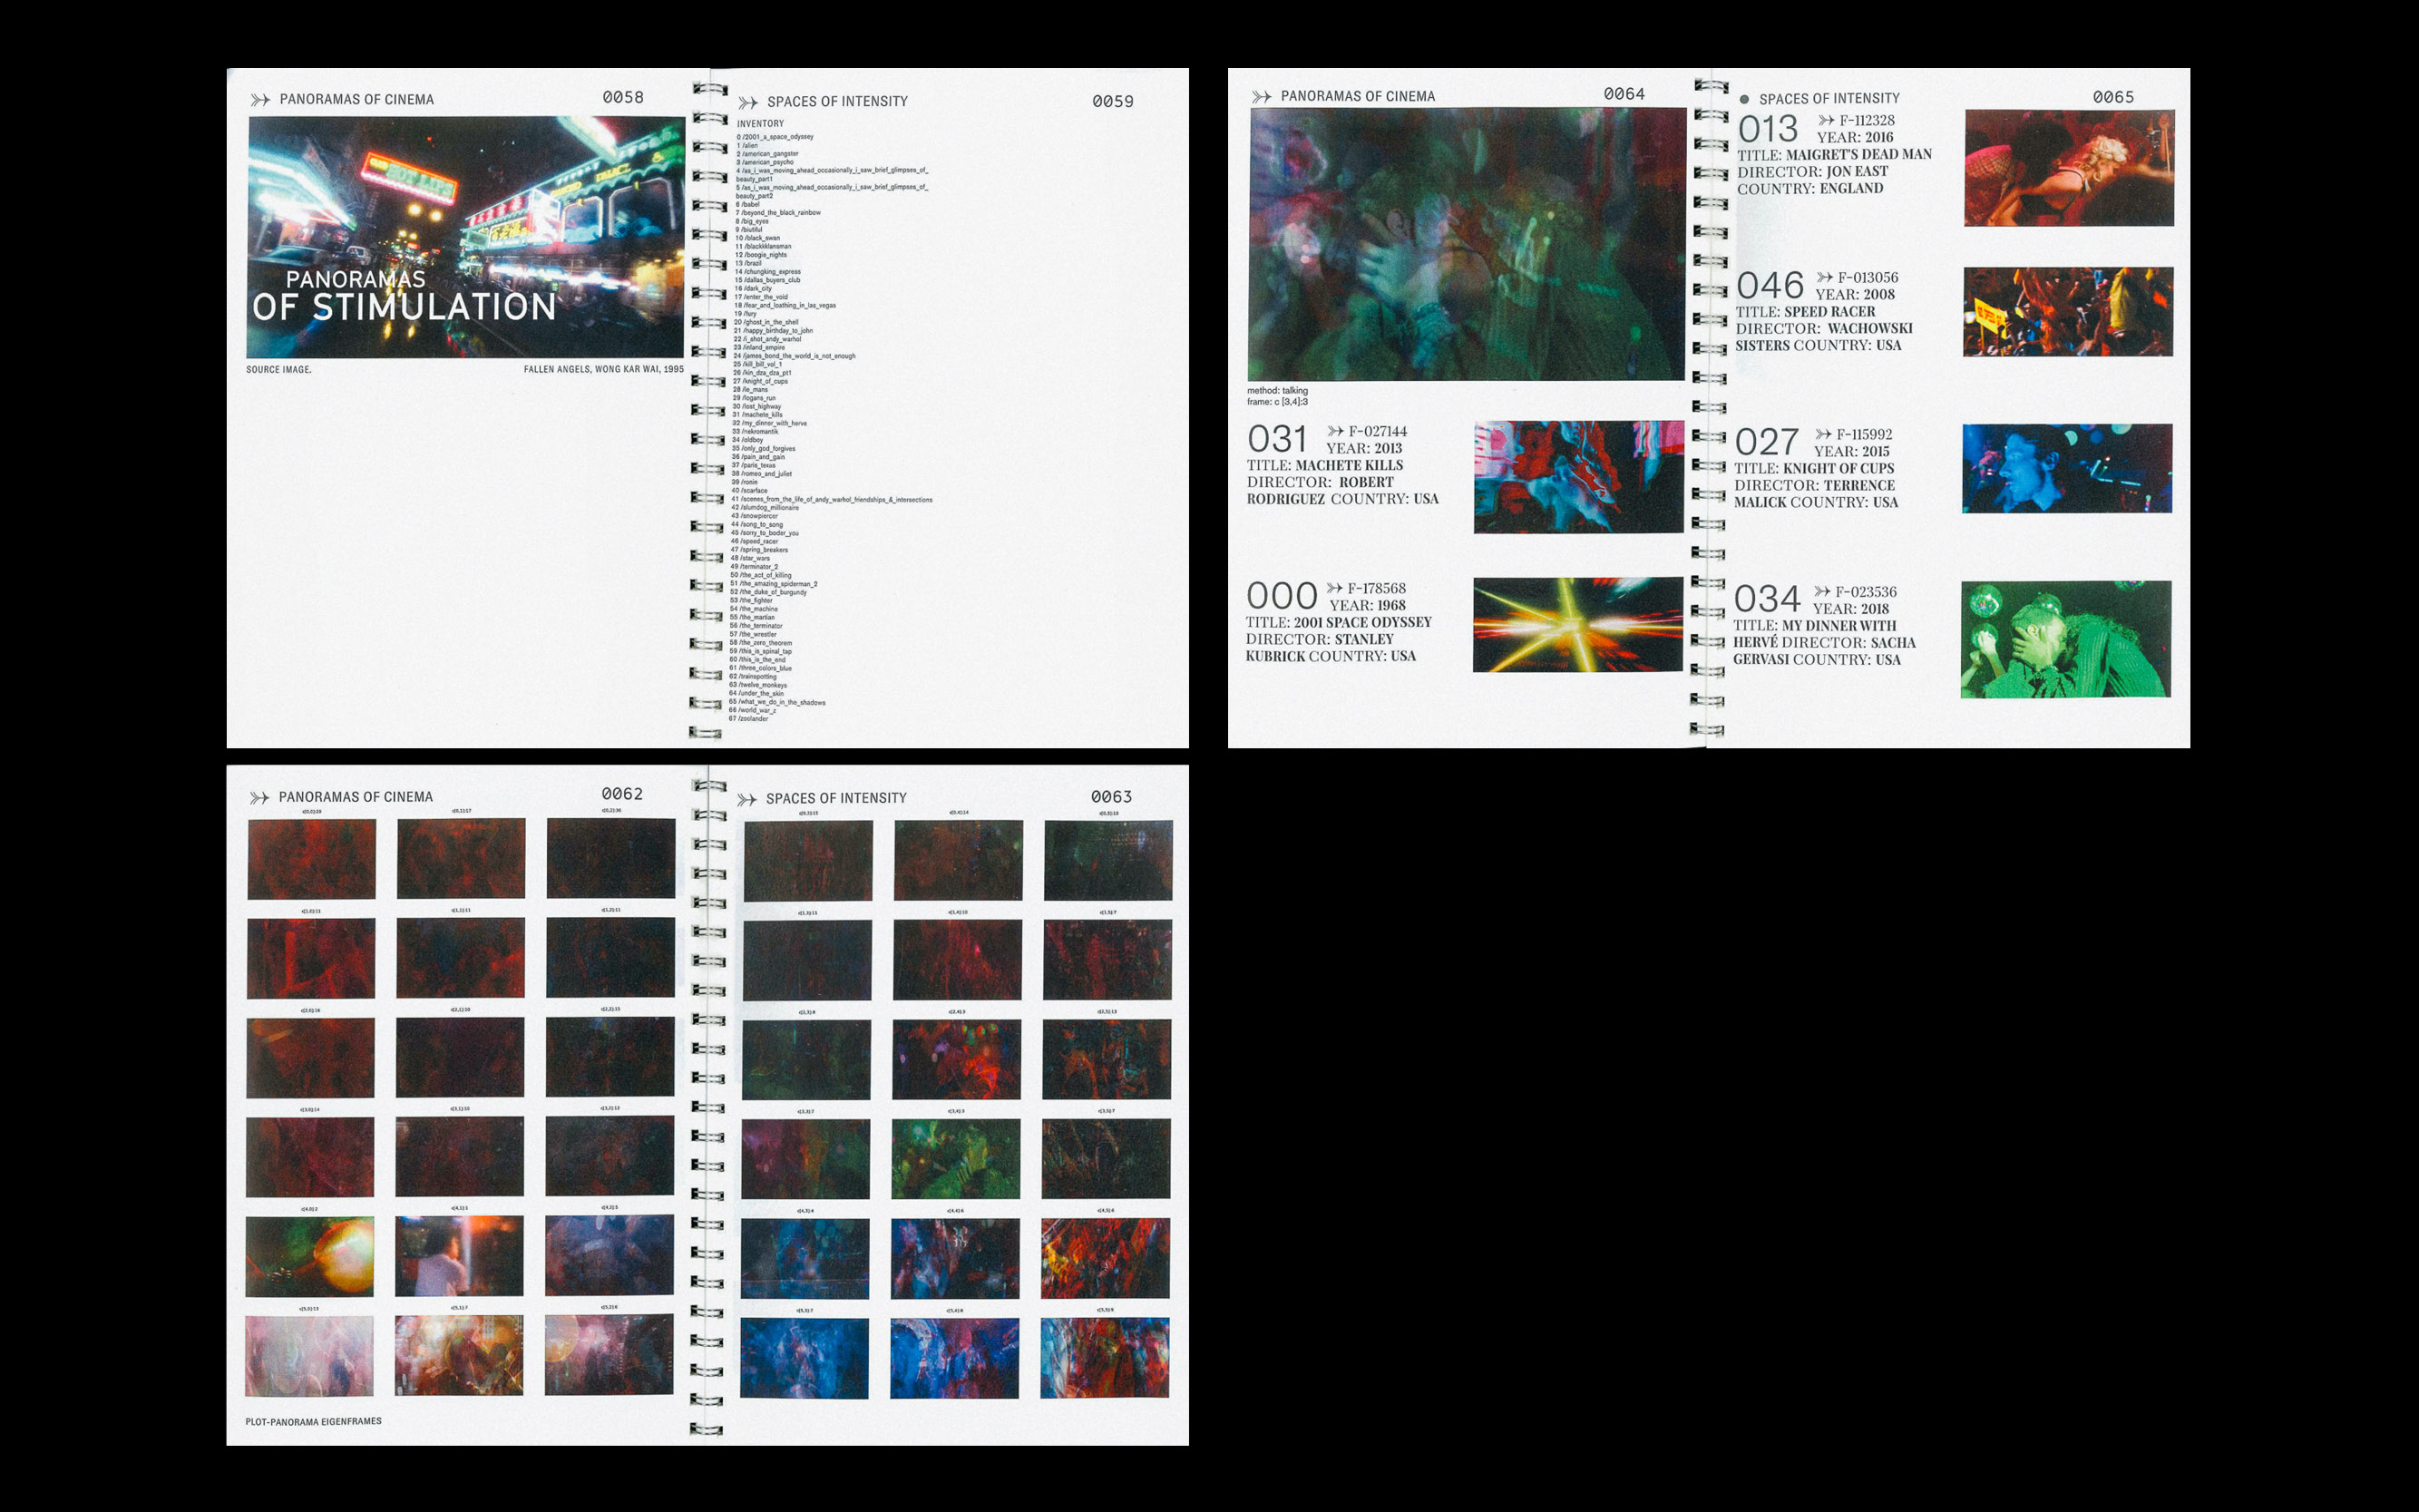 PANORAMAS OF CINEMA 0058
CLUB HOT LIPS
PANORAMAS
OF STIMULATION
SOURCE IMAGE. FALLEN ANGELS, WONG KAR WAI, 1995
SPACES OF INTENSITY 0059
INVENTORY
0 /2001_a_space_odyssey
1 /alien
2 /american_gangster
3 /american_psycho
4 /as_i_was_moving_ahead_occasionally_i_saw_brief_glimpses_of_
beauty_part1
5 /as_i_was_moving_ahead_occasionally_i_saw_brief_glimpses_of_
beauty_part2
6 /babel
7 /beyond_the_black_rainbow
8 /big_eyes
9 /biutiful
10 /black_swan
11 /blackkklansman
12 /boogie_nights
13 /brazil
14 /chungking_express
15 /dallas_buyers_club
16 /dark_city
17 /enter_the_void
18 /fear_and_loathing_in_las_vegas
19 /fury
20 /ghost_in_the_shell
21 /happy_birthday_to_john
22 /i_shot_andy_warhol
23 /inland_empire
24 /james_bond_the_world_is_not_enough
25 /kill_bill_vol_1
26 /kin_dza_dza_pt1
27 /knight_of_cups
28 /le_mans
29 /logans_run
30 /lost_highway
31 /machete_kills
32 /my_dinner_with_herve
33 /nekromantik
34 /oldboy
35 /only_god_forgives
36 /pain_and_gain
37 /paris_texas
38 /romeo_and_juliet
39 /ronin
40 /scarface
41 /scenes_from_the_life_of_andy_warhol_friendships_&_intersections
42 /slumdog_millionaire
43 /snowpiercer
44 /song_to_song
45 /sorry_to_boder_you
46 /speed_racer
47 /spring_breakers
48 /star_wars
49 /terminator_2
50 /the_act_of_killing
51 /the_amazing_spiderman_2
52 /the_duke_of_burgundy
53 /the_fighter
54 /the_machine
55 /the_martian
56 /the_terminator
57 /the_wrestler
58 /the_zero_theorem
59 /this_is_spinal_tap
60 /this_is_the_end
61 /three_colors_blue
62 /trainspotting
63 /twelve_monkeys
64 /under_the_skin
65 /what_we_do_in_the_shadows
66 /world_war_z
67 /zoolander
PANORAMAS OF CINEMA 0064
method: talking
frame: c [3,4]:3
031 F-027144
YEAR: 2013
TITLE: MACHETE KILLS
DIRECTOR: ROBERT
RODRIGUEZ COUNTRY: USA
000 F-178568
YEAR: 1968
TITLE: 2001 SPACE ODYSSEY
DIRECTOR: STANLEY
KUBRICK COUNTRY: USA
SPACES OF INTENSITY 0065
013 F-112328
YEAR: 2016
TITLE: MAIGRET'S DEAD MAN
DIRECTOR: JON EAST
COUNTRY: ENGLAND
046 F-013056
YEAR: 2008
TITLE: SPEED RACER
DIRECTOR: WACHOWSKI
SISTERS COUNTRY: USA
027 F-115992
YEAR: 2015
TITLE: KNIGHT OF CUPS
DIRECTOR: TERRENCE
MALICK COUNTRY: USA
034 F-023536
YEAR: 2018
TITLE: MY DINNER WITH
HERVÉ DIRECTOR: SACHA
GERVASI COUNTRY: USA
PANORAMAS OF CINEMA 0062
PLOT-PANORAMA EIGENFRAMES
SPACES OF INTENSITY 0063